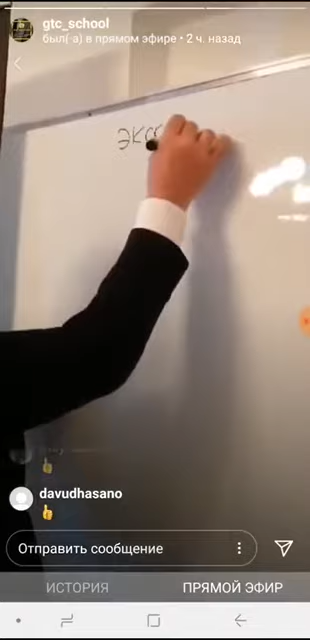 gtc_school
был(-а) в прямом эфире • 2 ч. назад
davudhasano
Отправить сообщение
ИСТОРИЯ
ПРЯМОЙ ЭФИР